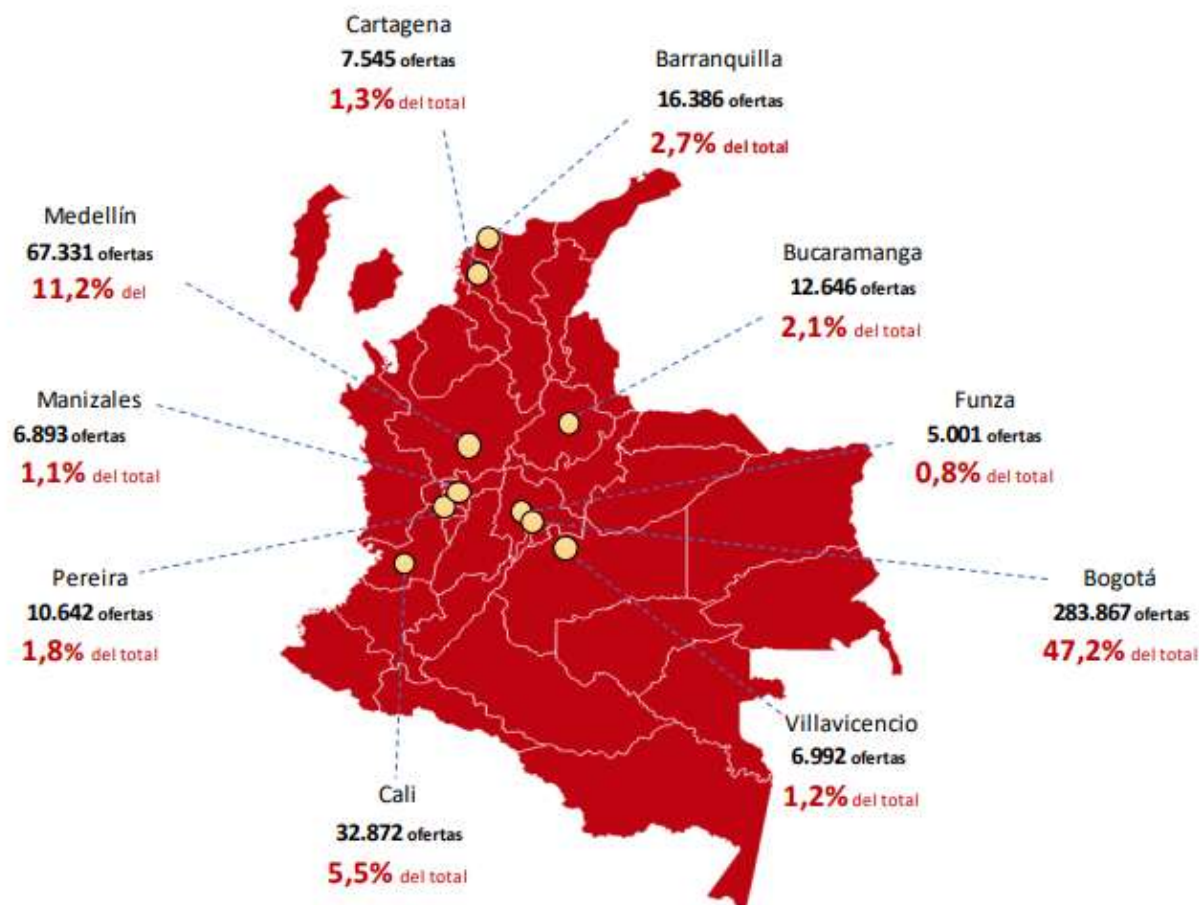 Cartagena
7.545 ofertas
1,3% del total
Barranquilla
16.386 ofertas
2,7% del total
Medellín
67.331 ofertas
11,2% del
Bucaramanga
12.646 ofertas
2,1% del total
Manizales
6.893 ofertas
1,1% del total
Funza
5.001 ofertas
0,8% del total
Pereira
10.642 ofertas
1,8% del total
Bogotá
283.867 ofertas
47,2% del total
Villavicencio
6.992 ofertas
1,2% del total
Cali
32.872 ofertas
5,5% del total